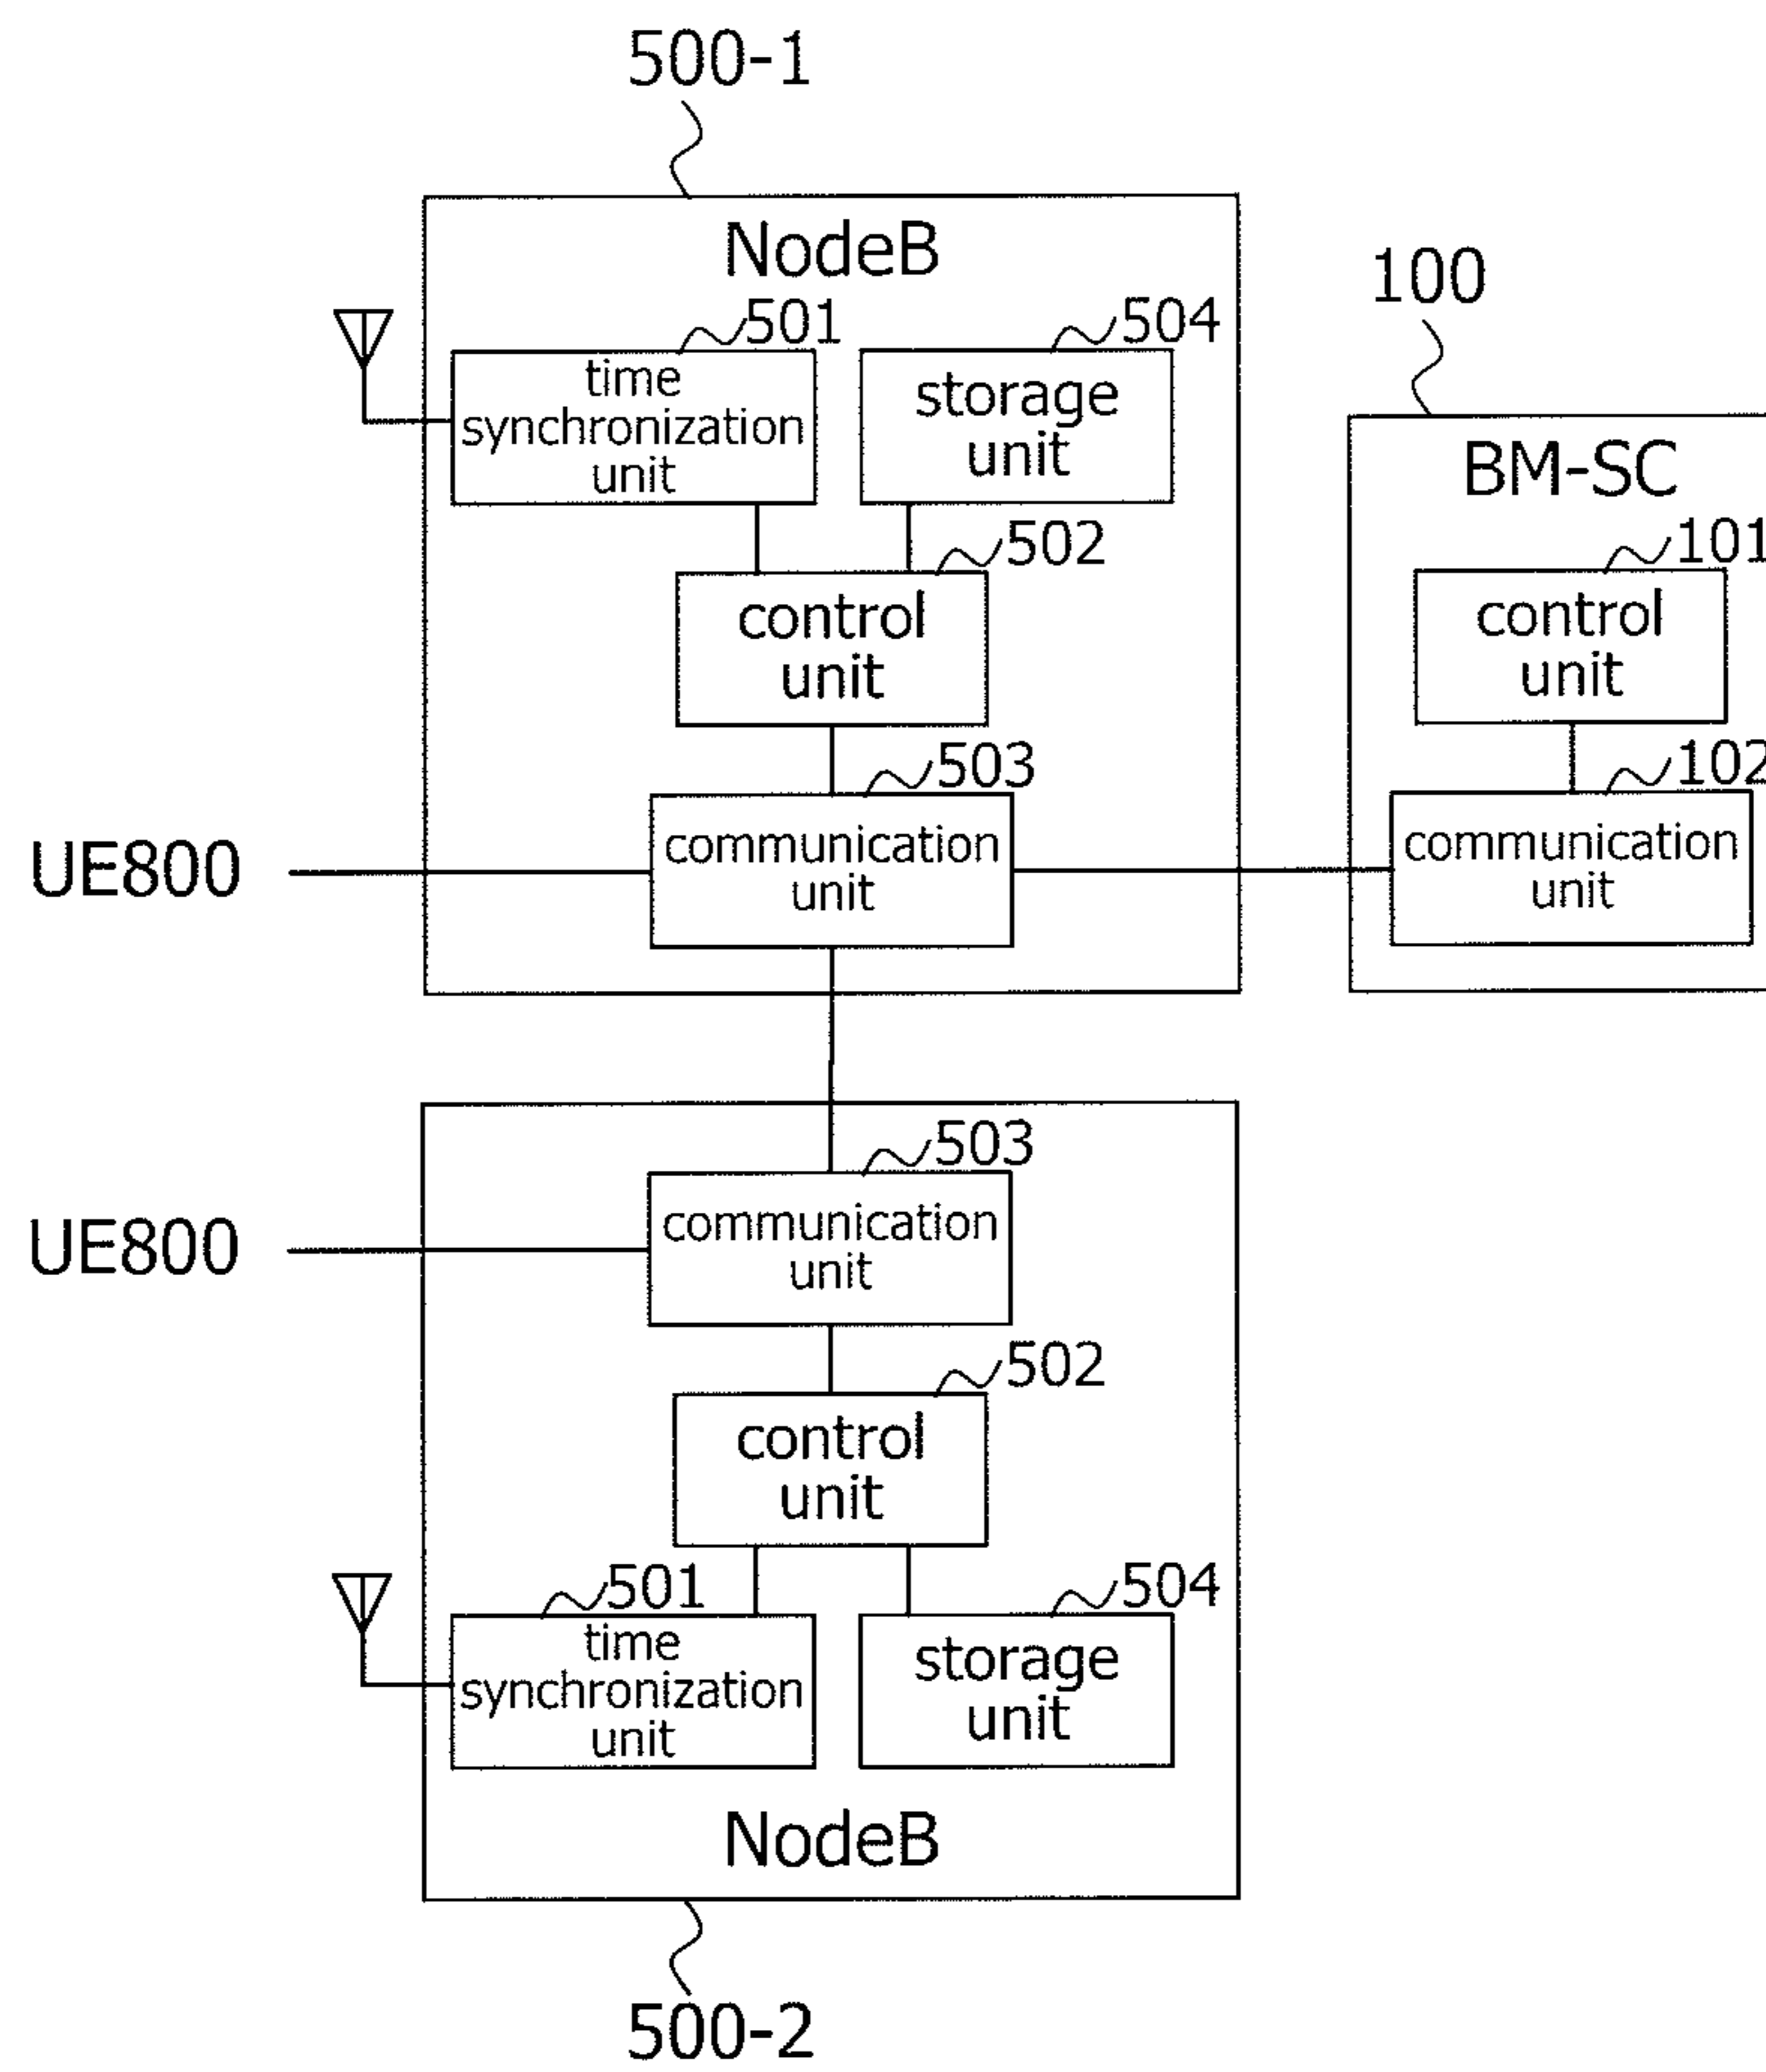 500-1
NodeB
501
504
time
synchronization
unit
storage
unit
502
control
unit
503
communication
unit
UE800
100
BM-SC
101
control
unit
102
communication
unit
503
communication
unit
UE800
502
control
unit
501
504
time
synchronization
unit
storage
unit
NodeB
500-2